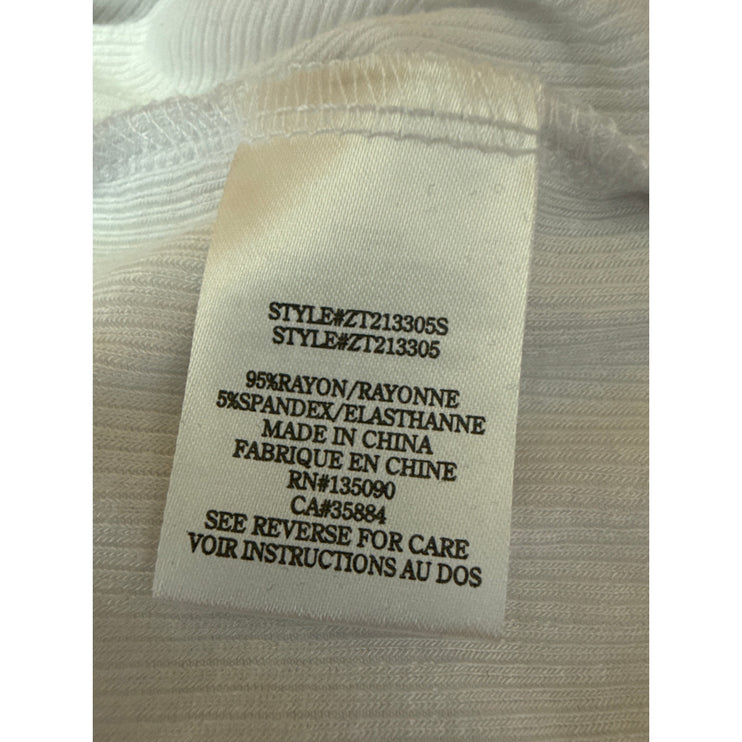 STYLE#ZT213305S
STYLE#ZT213305
95%RAYON/RAYONNE
5%SPANDEX/ELASTHANNE
MADE IN CHINA
FABRIQUE EN CHINE
RN#135090
CA#35884
SEE REVERSE FOR CARE
VOIR INSTRUCTIONS AU DOS